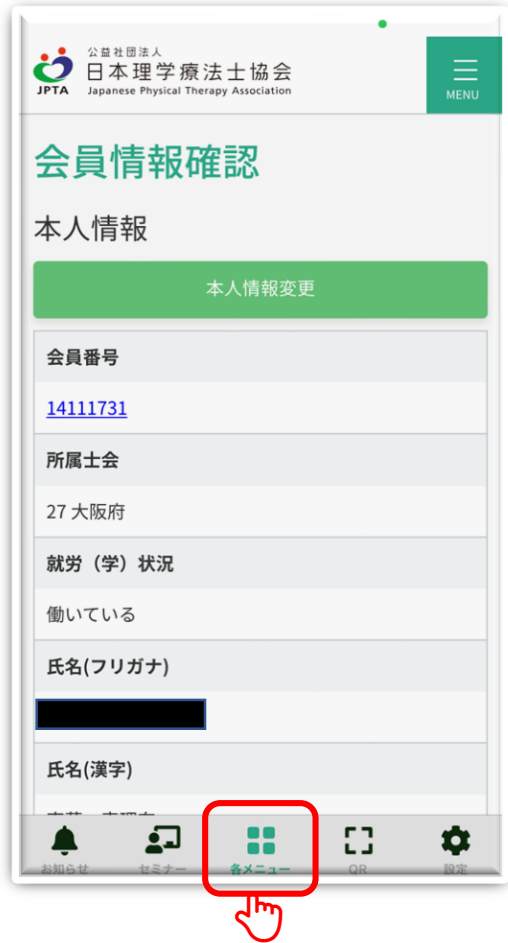 公益社団法人
日本理学療法士協会
JPTA Japanese Physical Therapy Association
MENU
会員情報確認
本人情報
本人情報変更
会員番号
14111731
所属士会
27 大阪府
就労（学）状況
働いている
氏名(フリガナ)
氏名(漢字)
お知らせ
セミナー
各メニュー
QR
設定